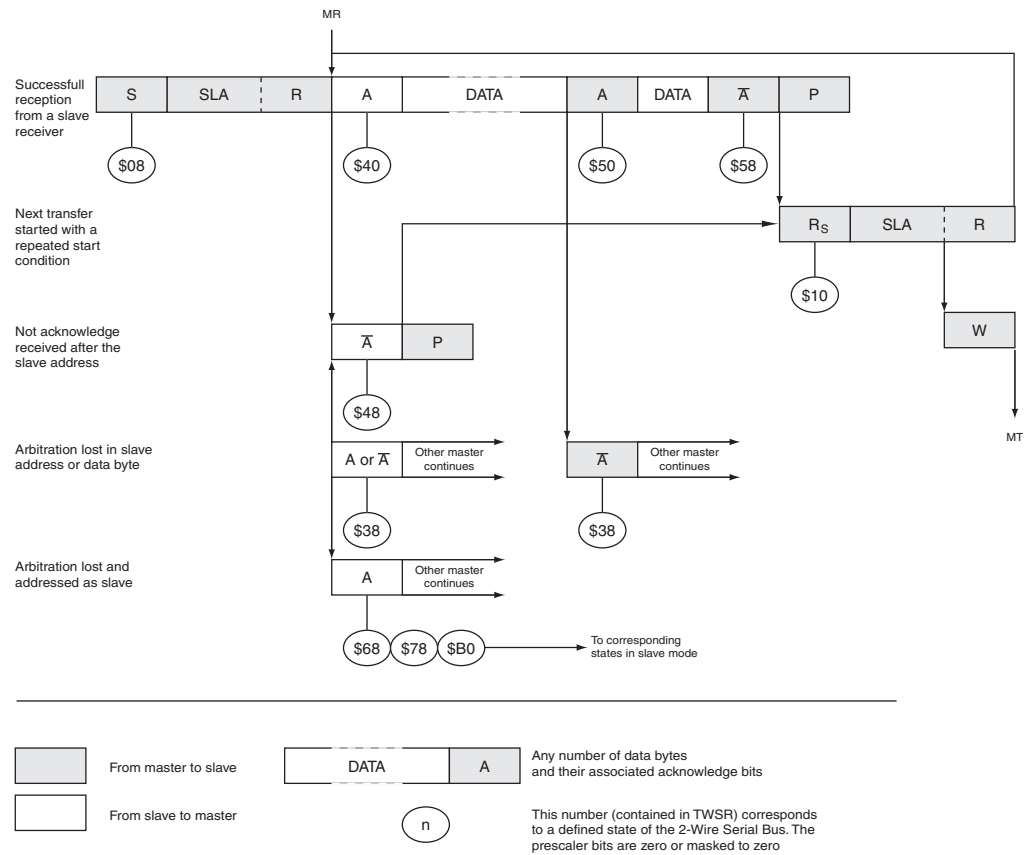 MR
Successfull
reception
from a slave
receiver
S SLA R A DATA A DATA A̅ P
$08 $40 $50 $58
Next transfer
started with a
repeated start
condition
RS SLA R
$10
Not acknowledge
received after the
slave address
A̅ P
W
$48
MT
Arbitration lost in slave
address or data byte
A or A̅
Other master
continues
A̅
Other master
continues
$38 $38
Arbitration lost and
addressed as slave
A
Other master
continues
$68 $78 $B0
To corresponding
states in slave mode
From master to slave
DATA A
Any number of data bytes
and their associated acknowledge bits
From slave to master
n
This number (contained in TWSR) corresponds
to a defined state of the 2-Wire Serial Bus. The
prescaler bits are zero or masked to zero